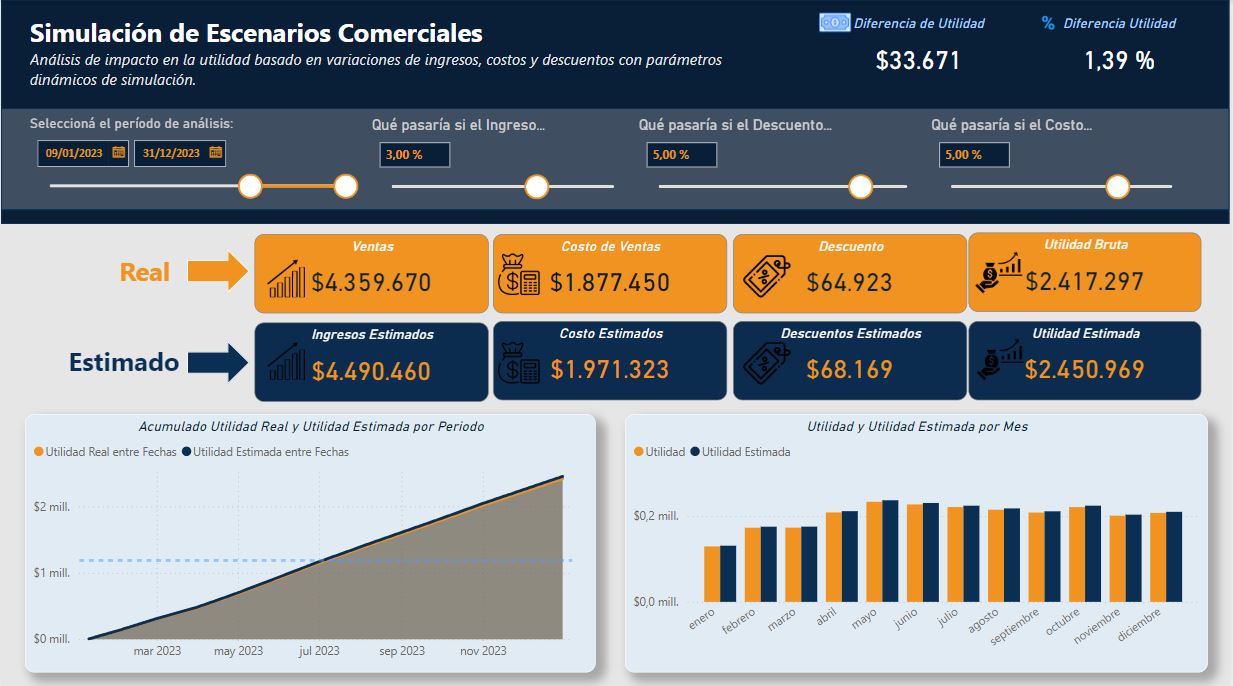 Simulación de Escenarios Comerciales
Análisis de impacto en la utilidad basado en variaciones de ingresos, costos y descuentos con parámetros
dinámicos de simulación.
Diferencia de Utilidad
$33.671
% Diferencia Utilidad
1,39 %
Seleccioná el período de análisis:
09/01/2023
31/12/2023
Qué pasaría si el Ingreso...
3,00 %
Qué pasaría si el Descuento...
5,00 %
Qué pasaría si el Costo...
5,00 %
Real
Ventas
$4.359.670
Costo de Ventas
$1.877.450
Descuento
$64.923
Utilidad Bruta
$2.417.297
Estimado
Ingresos Estimados
$4.490.460
Costo Estimados
$1.971.323
Descuentos Estimados
$68.169
Utilidad Estimada
$2.450.969
Acumulado Utilidad Real y Utilidad Estimada por Periodo
Utilidad Real entre Fechas
Utilidad Estimada entre Fechas
$2 mill.
$1 mill.
$0 mill.
mar 2023
may 2023
jul 2023
sep 2023
nov 2023
Utilidad y Utilidad Estimada por Mes
Utilidad
Utilidad Estimada
$0,2 mill.
$0,0 mill.
enero
febrero
marzo
abril
mayo
junio
julio
agosto
septiembre
octubre
noviembre
diciembre